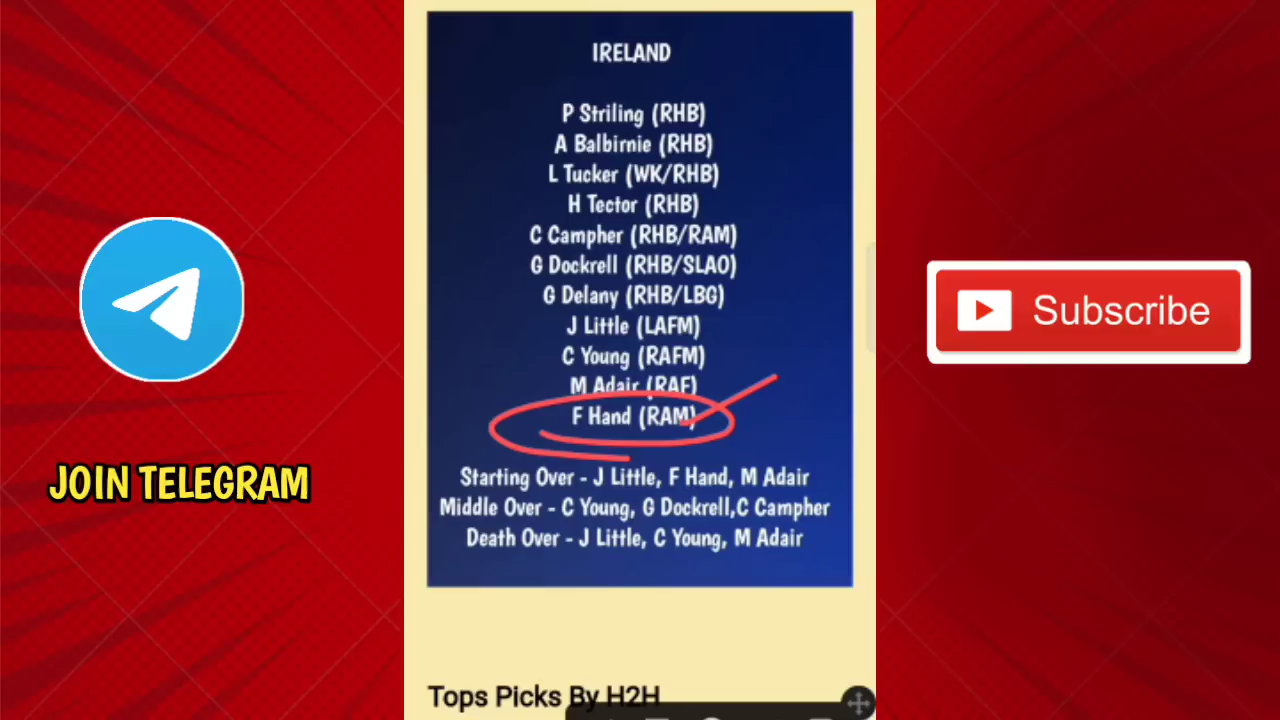 IRELAND
P Striling (RHB)
A Balbirnie (RHB)
L Tucker (WK/RHB)
H Tector (RHB)
C Campher (RHB/RAM)
G Dockrell (RHB/SLAO)
G Delany (RHB/LBG)
J Little (LAFM)
C Young (RAFM)
M Adair (RAF)
F Hand (RAM)
Starting Over - J Little, F Hand, M Adair
Middle Over - C Young, G Dockrell,C Campher
Death Over - J Little, C Young, M Adair
Tops Picks By H2H
JOIN TELEGRAM
Subscribe